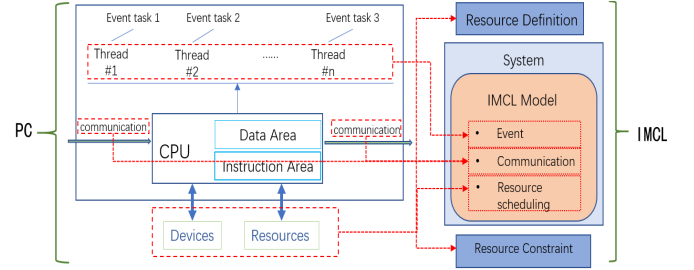 Event task 1
Event task 2
Event task 3
Thread
#1
Thread
#2
......
Thread
#n
communication
CPU
Data Area
Instruction Area
communication
Devices
Resources
PC
Resource Definition
System
IMCL Model
• Event
• Communication
• Resource
scheduling
Resource Constraint
IMCL